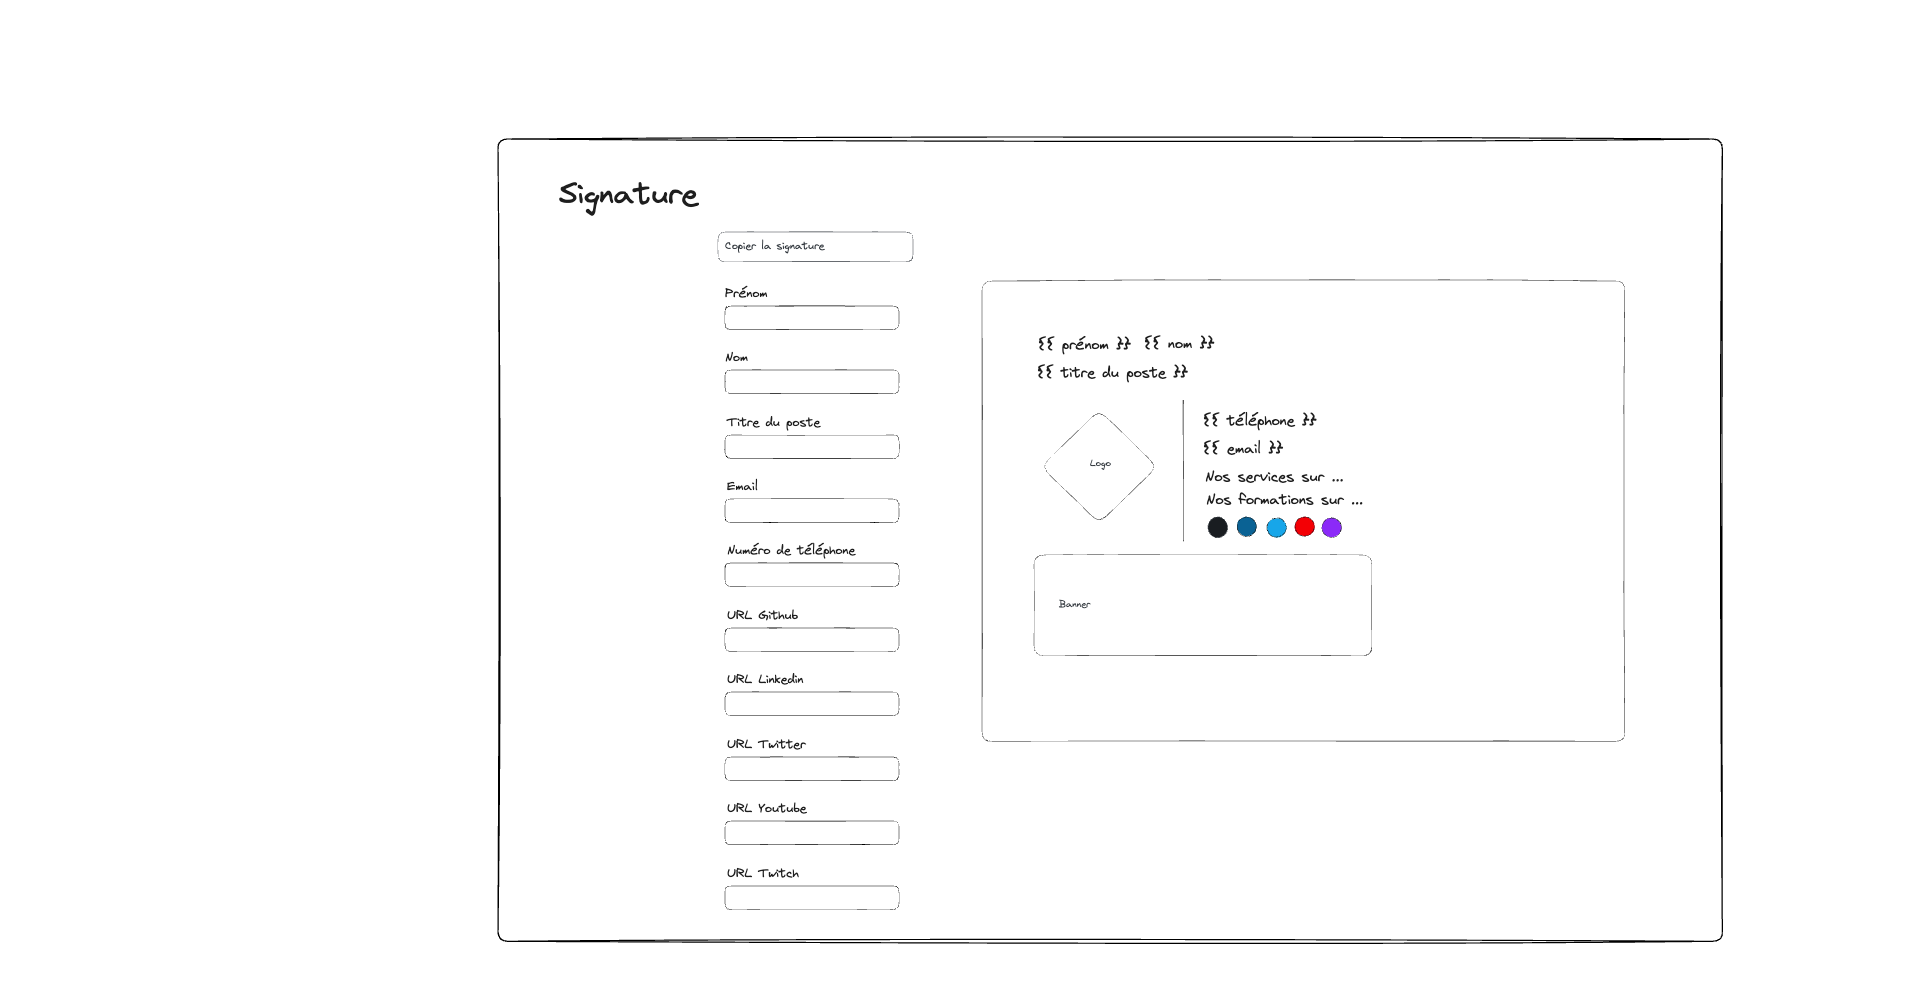 Signature
Copier la signature
Prénom
Nom
Titre du poste
Email
Numéro de téléphone
URL Github
URL Linkedin
URL Twitter
URL Youtube
URL Twitch
{{ prénom }} {{ nom }}
{{ titre du poste }}
Logo
{{ téléphone }}
{{ email }}
Nos services sur ...
Nos formations sur ...
Banner